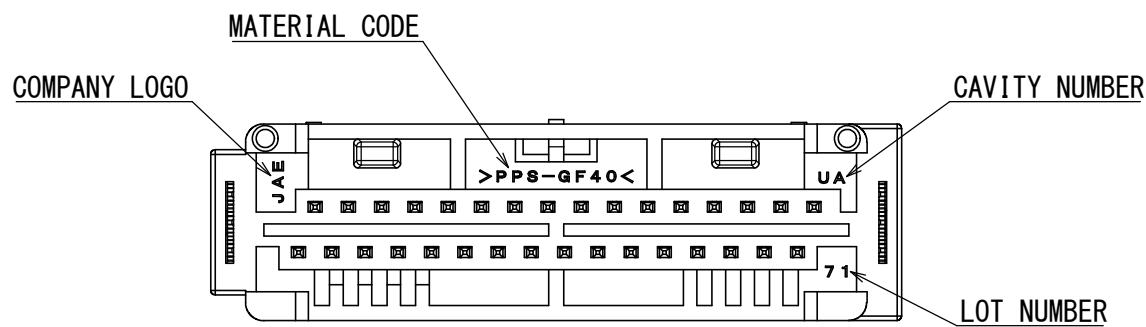 MATERIAL CODE
COMPANY LOGO
CAVITY NUMBER
JAE
>PPS-GF40<
UA
71
LOT NUMBER